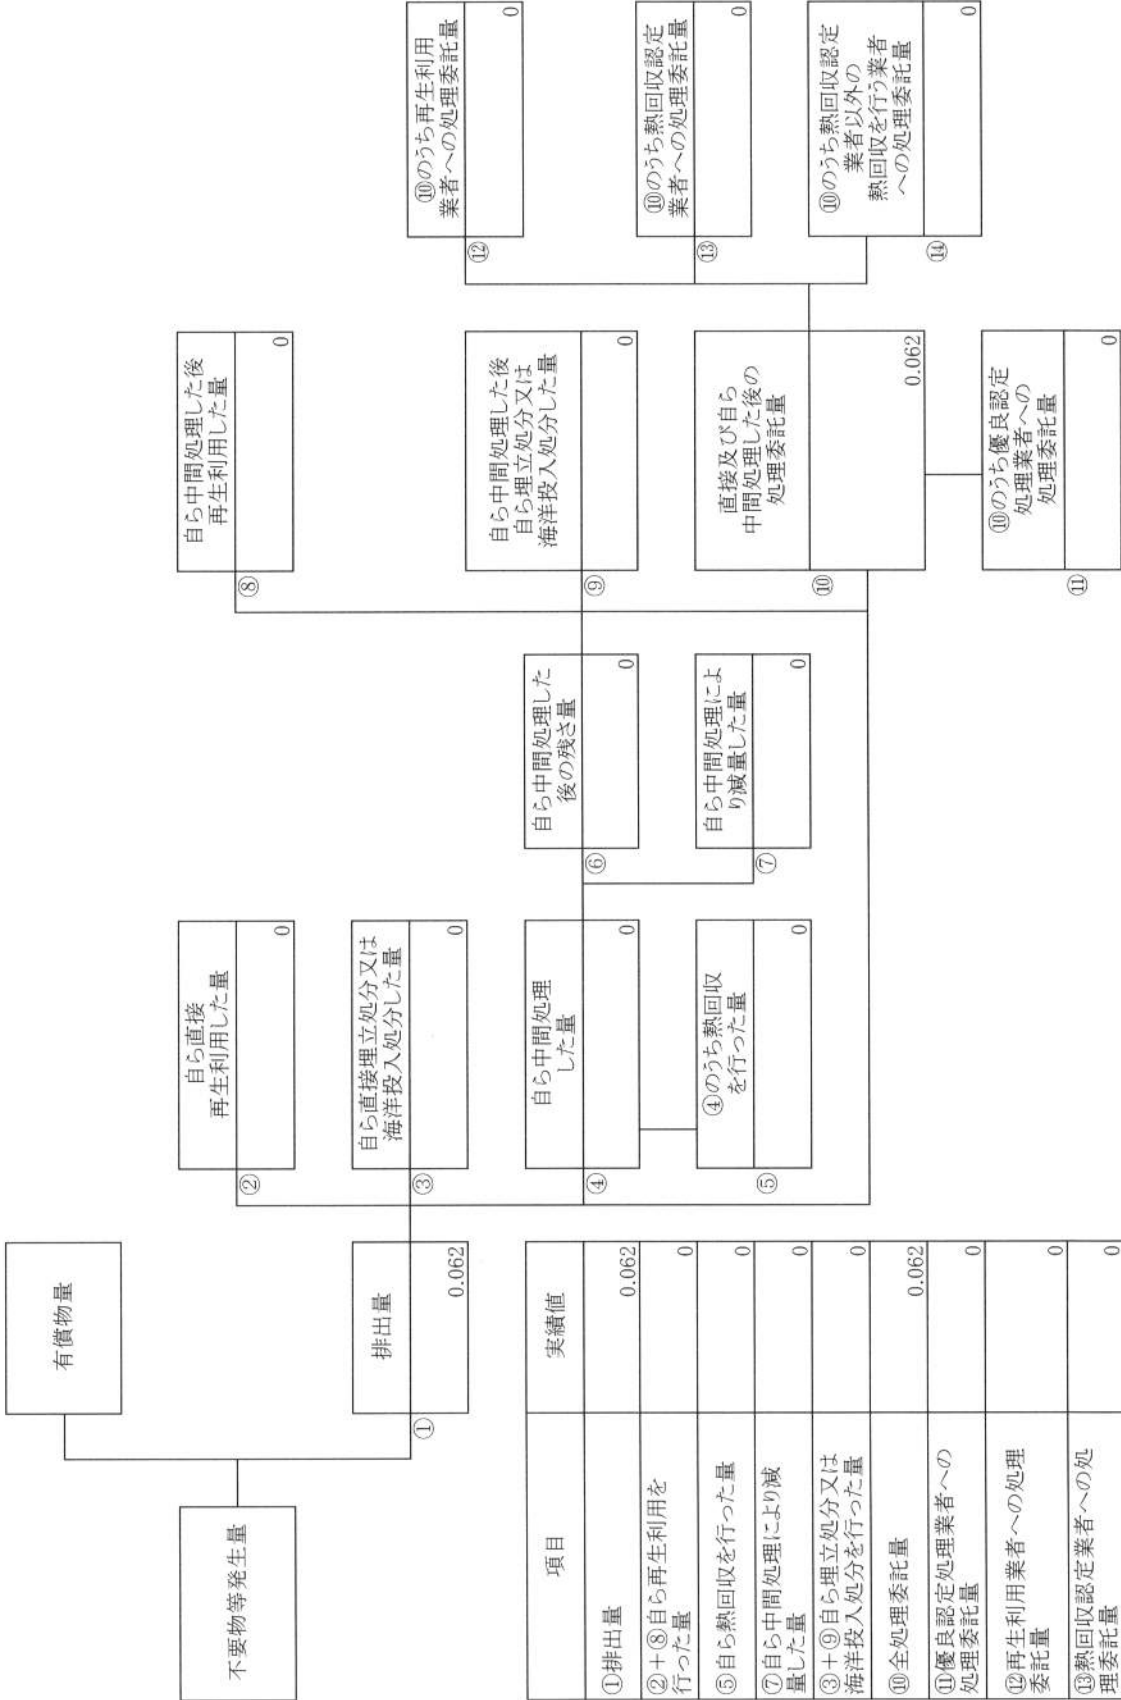 不要物等発生量
有償物量
①
排出量
0.062
②
自ら直接
再生利用した量
0
③
自ら直接埋立処分又は
海洋投入処分した量
0
④
自ら中間処理
した量
0
⑤
④のうち熱回収
を行った量
0
⑥
自ら中間処理した
後の残さ量
0
⑦
自ら中間処理によ
り減量した量
0
⑧
自ら中間処理した後
再生利用した量
0
⑨
自ら中間処理した後
自ら埋立処分又は
海洋投入処分した量
0
⑩
直接及び自ら
中間処理した後の
処理委託量
0.062
⑪
⑩のうち優良認定
処理業者への
処理委託量
0
⑫
⑩のうち再生利用
業者への処理委託量
0
⑬
⑩のうち熱回収認定
業者への処理委託量
0
⑭
⑩のうち熱回収認定
業者以外の
熱回収を行う業者
への処理委託量
0
項目
実績値
①排出量
0.062
②+⑧自ら再生利用を
行った量
0
⑤自ら熱回収を行った量
0
⑦自ら中間処理により減
量した量
0
③+⑨自ら埋立処分又は
海洋投入処分を行った量
0
⑩全処理委託量
0.062
⑪優良認定処理業者への
処理委託量
0
⑫再生利用業者への処理
委託量
0
⑬熱回収認定業者への処
理委託量
0